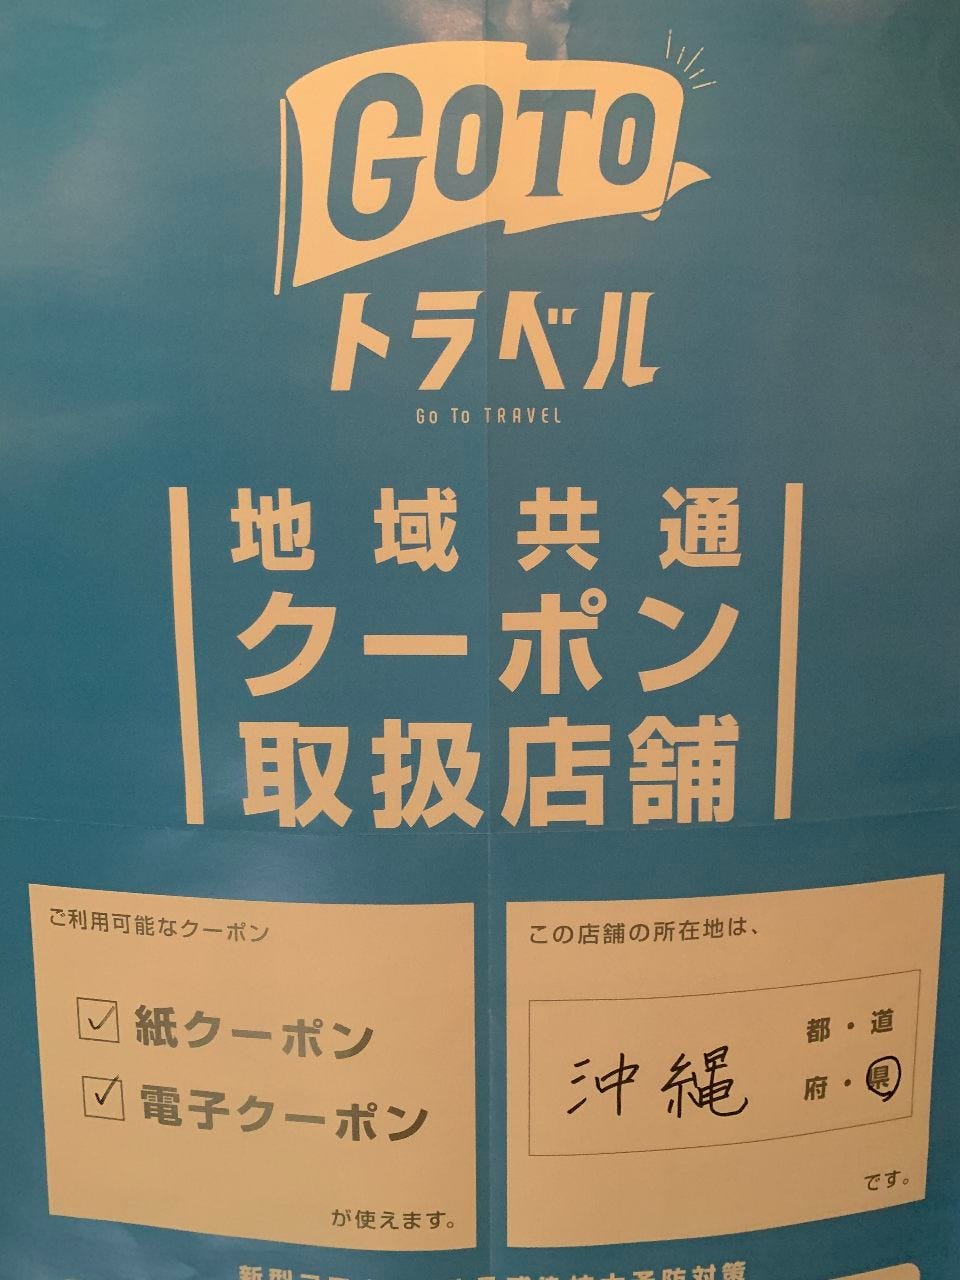 GOTO
トラベル
GO TO TRAVEL
地域共通
クーポン
取扱店舗
ご利用可能なクーポン
紙クーポン
電子クーポン
が使えます。
この店舗の所在地は、
沖縄
都・道
府・県
です。